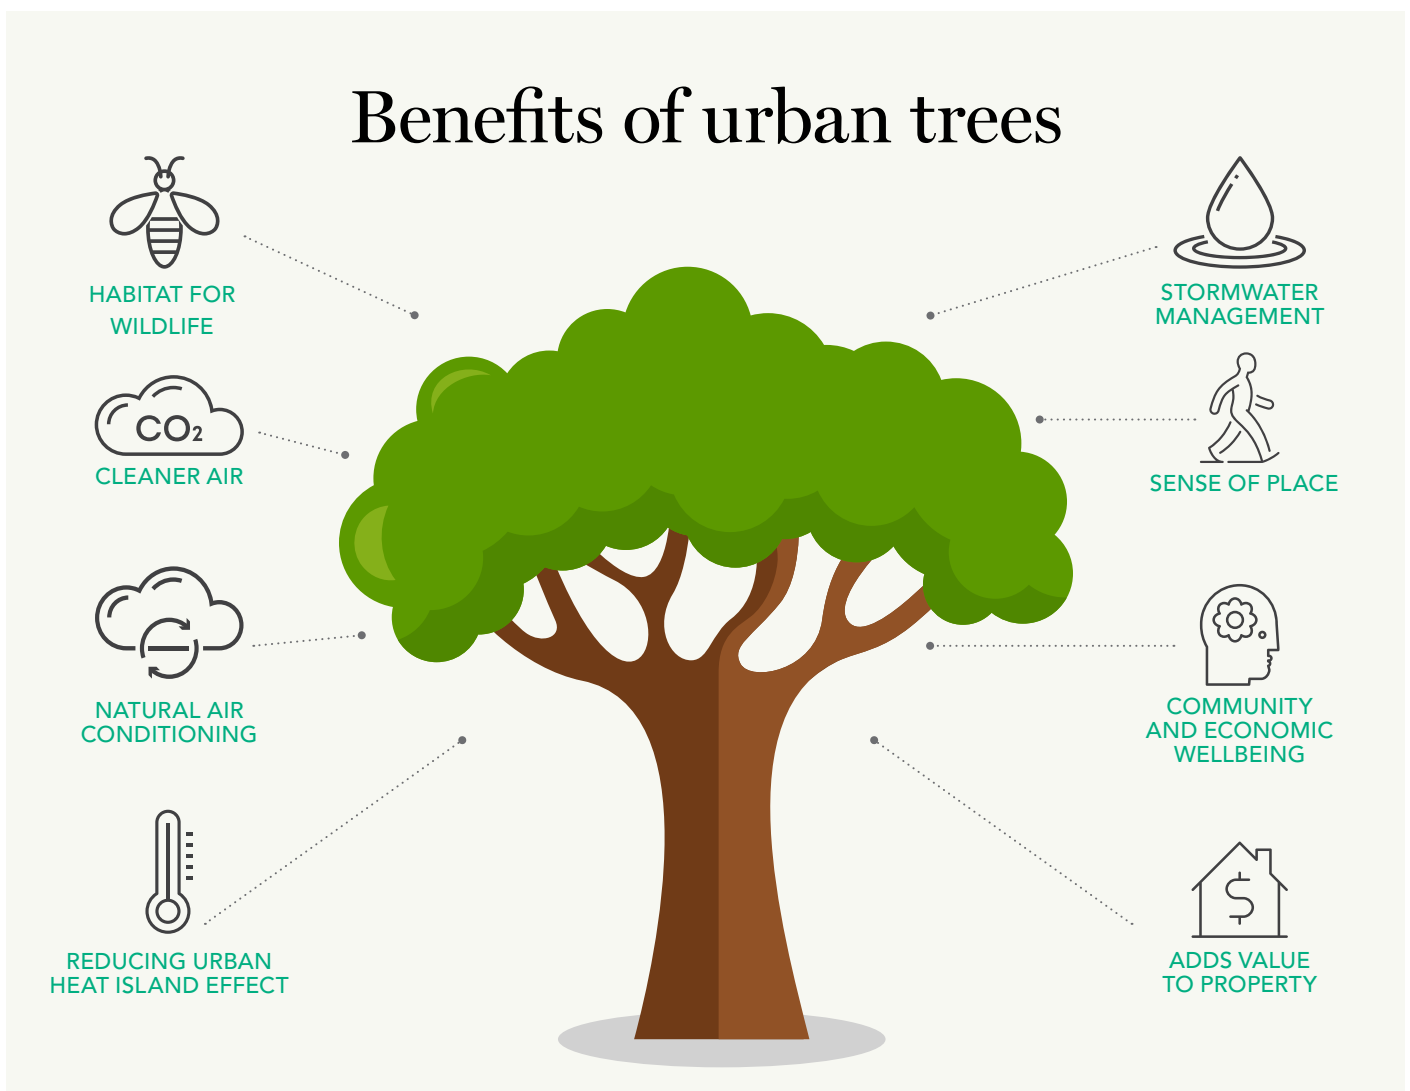 Benefits of urban trees
HABITAT FOR
WILDLIFE
CO2
CLEANER AIR
NATURAL AIR
CONDITIONING
REDUCING URBAN
HEAT ISLAND EFFECT
STORMWATER
MANAGEMENT
SENSE OF PLACE
COMMUNITY
AND ECONOMIC
WELLBEING
$
ADDS VALUE
TO PROPERTY